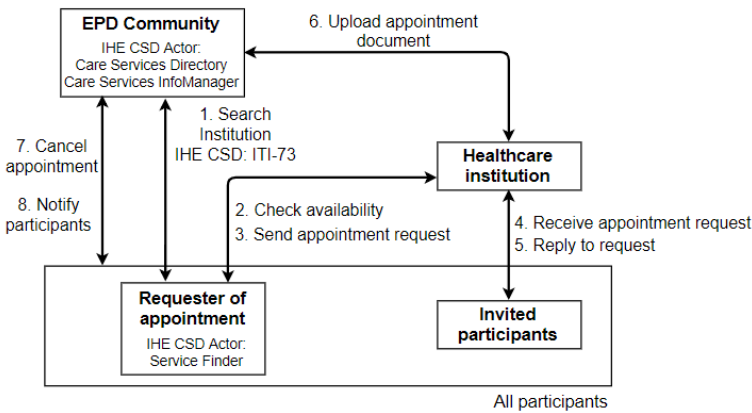 EPD Community
IHE CSD Actor:
Care Services Directory
Care Services InfoManager
6. Upload appointment
document
1. Search
Institution
IHE CSD: ITI-73
7. Cancel
appointment
8. Notify
participants
Healthcare
institution
2. Check availability
3. Send appointment request
4. Receive appointment request
5. Reply to request
Requester of
appointment
IHE CSD Actor:
Service Finder
Invited
participants
All participants